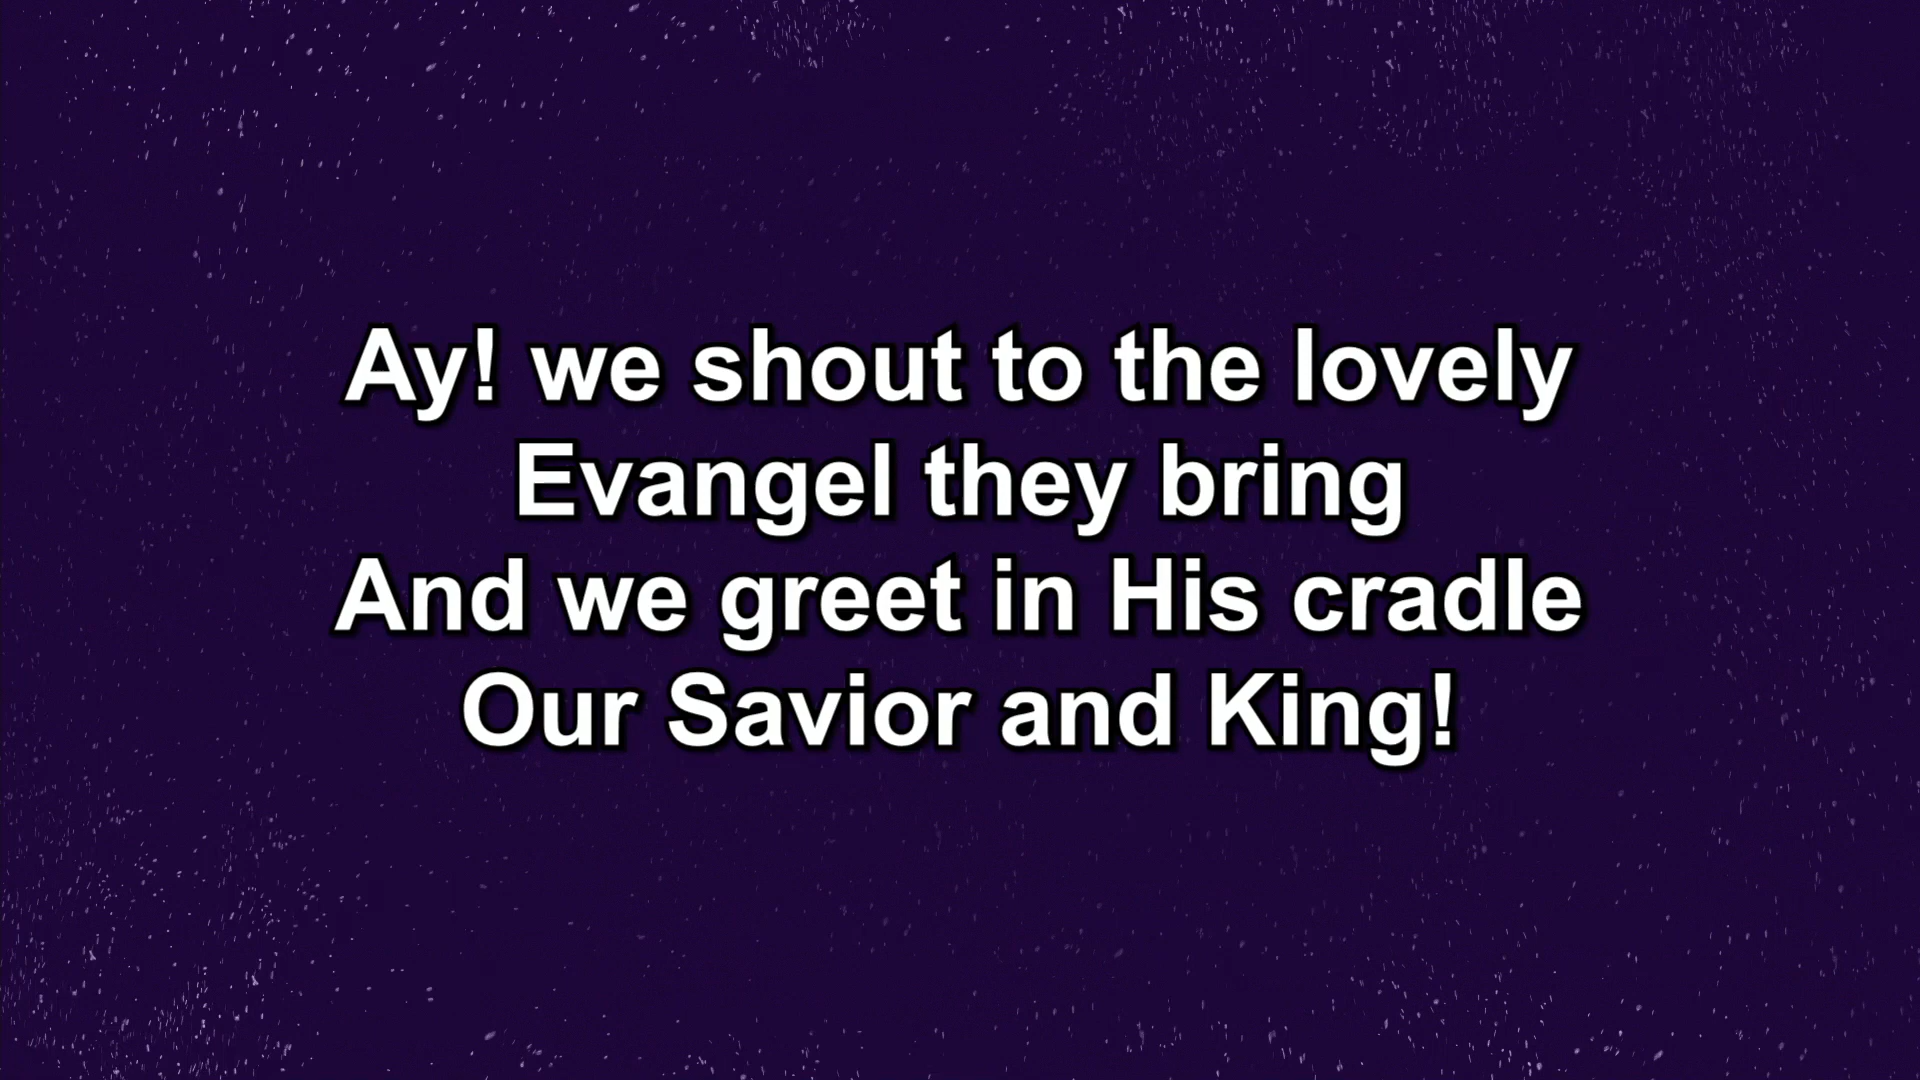 Ay! we shout to the lovely
Evangel they bring
And we greet in His cradle
Our Savior and King!